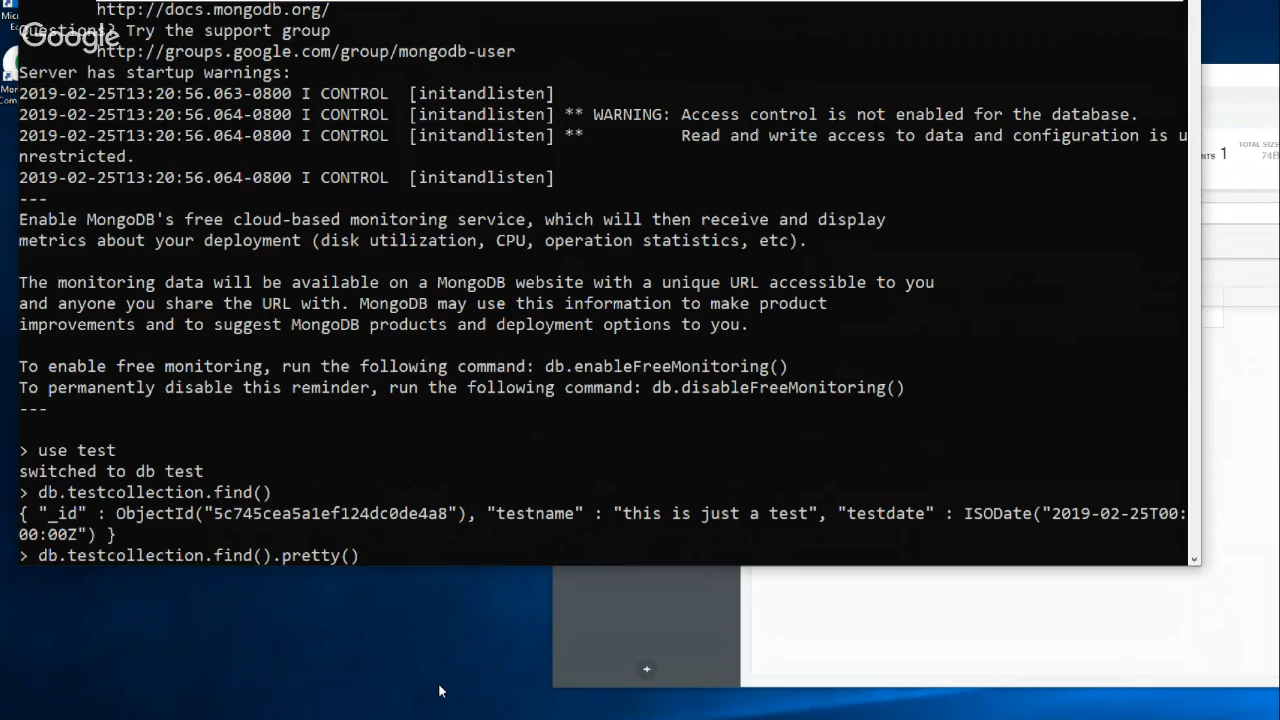 http://docs.mongodb.org/
Questions? Try the support group
Google
http://groups.google.com/group/mongodb-user
Server has startup warnings:
2019-02-25T13:20:56.063-0800 I CONTROL  [initandlisten]
2019-02-25T13:20:56.064-0800 I CONTROL  [initandlisten] ** WARNING: Access control is not enabled for the database.
2019-02-25T13:20:56.064-0800 I CONTROL  [initandlisten] **          Read and write access to data and configuration is u
nrestricted.
2019-02-25T13:20:56.064-0800 I CONTROL  [initandlisten]
---
Enable MongoDB's free cloud-based monitoring service, which will then receive and display
metrics about your deployment (disk utilization, CPU, operation statistics, etc).
The monitoring data will be available on a MongoDB website with a unique URL accessible to you
and anyone you share the URL with. MongoDB may use this information to make product
improvements and to suggest MongoDB products and deployment options to you.
To enable free monitoring, run the following command: db.enableFreeMonitoring()
To permanently disable this reminder, run the following command: db.disableFreeMonitoring()
---
> use test
switched to db test
> db.testcollection.find()
{ "_id" : ObjectId("5c745cea5a1ef124dc0de4a8"), "testname" : "this is just a test", "testdate" : ISODate("2019-02-25T00:
00:00Z") }
> db.testcollection.find().pretty()
NTS 1
TOTAL SIZE
74B
+